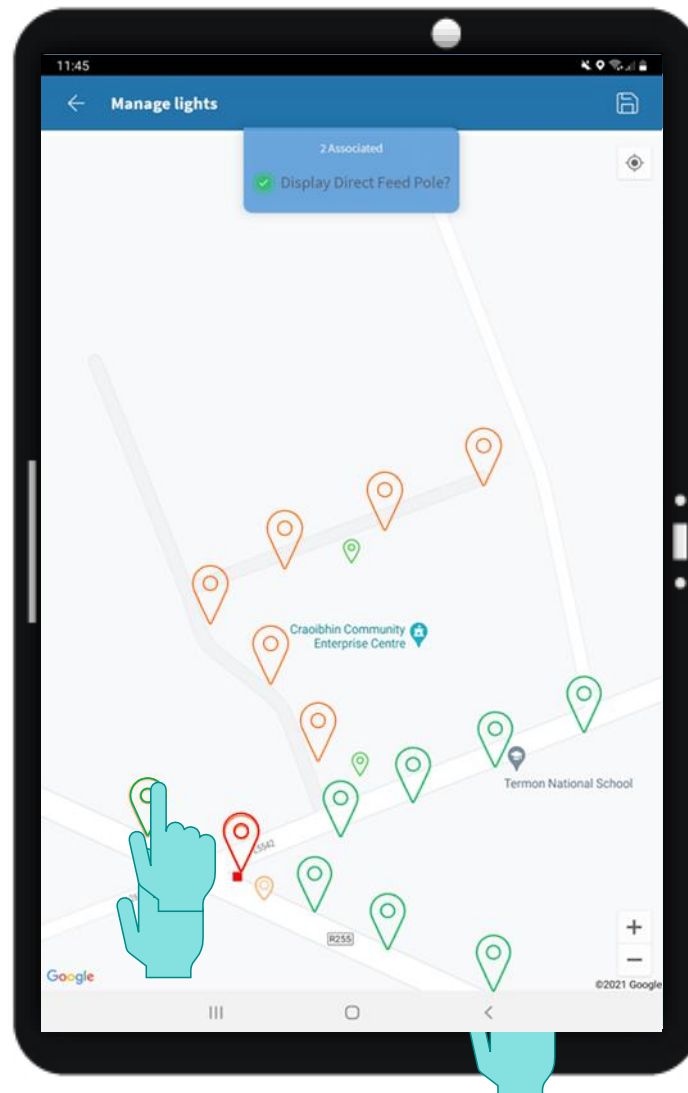 11:45
Manage lights
2 Associated
Display Direct Feed Pole?
Craoibhin Community
Enterprise Centre
Termon National School
R255
Google
©2021 Google